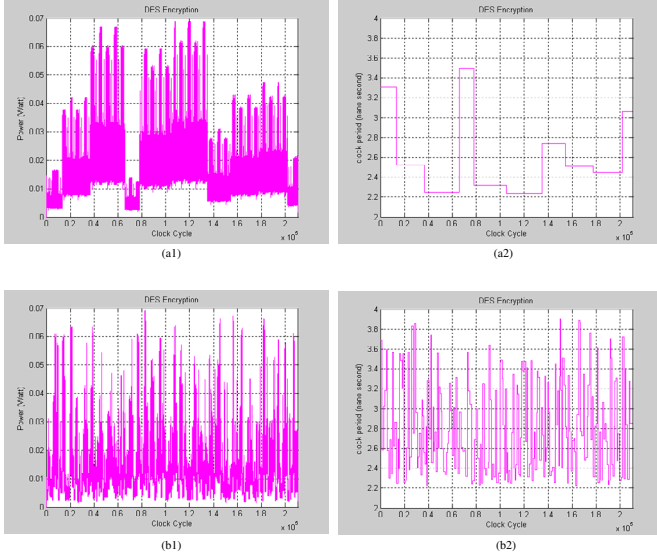 DES Encryption
Power [Watt]
0.07
0.06
0.05
0.04
0.03
0.02
0.01
0
0 0.2 0.4 0.6 0.8 1 1.2 1.4 1.6 1.8 2
Clock Cycle
x 10
(a1)
DES Encryption
clock period (nano second)
4
3.8
3.6
3.4
3.2
3
2.8
2.6
2.4
2.2
2
0 0.2 0.4 0.6 0.8 1 1.2 1.4 1.6 1.8 2
Clock Cycle
x 10
(a2)
DES Encryption
Power [Watt]
0.07
0.06
0.05
0.04
0.03
0.02
0.01
0
0 0.2 0.4 0.6 0.8 1 1.2 1.4 1.6 1.8 2
Clock Cycle
x 10
(b1)
DES Encryption
clock period (nano second)
4
3.8
3.6
3.4
3.2
3
2.8
2.6
2.4
2.2
2
0 0.2 0.4 0.6 0.8 1 1.2 1.4 1.6 1.8 2
Clock Cycle
x 10
(b2)